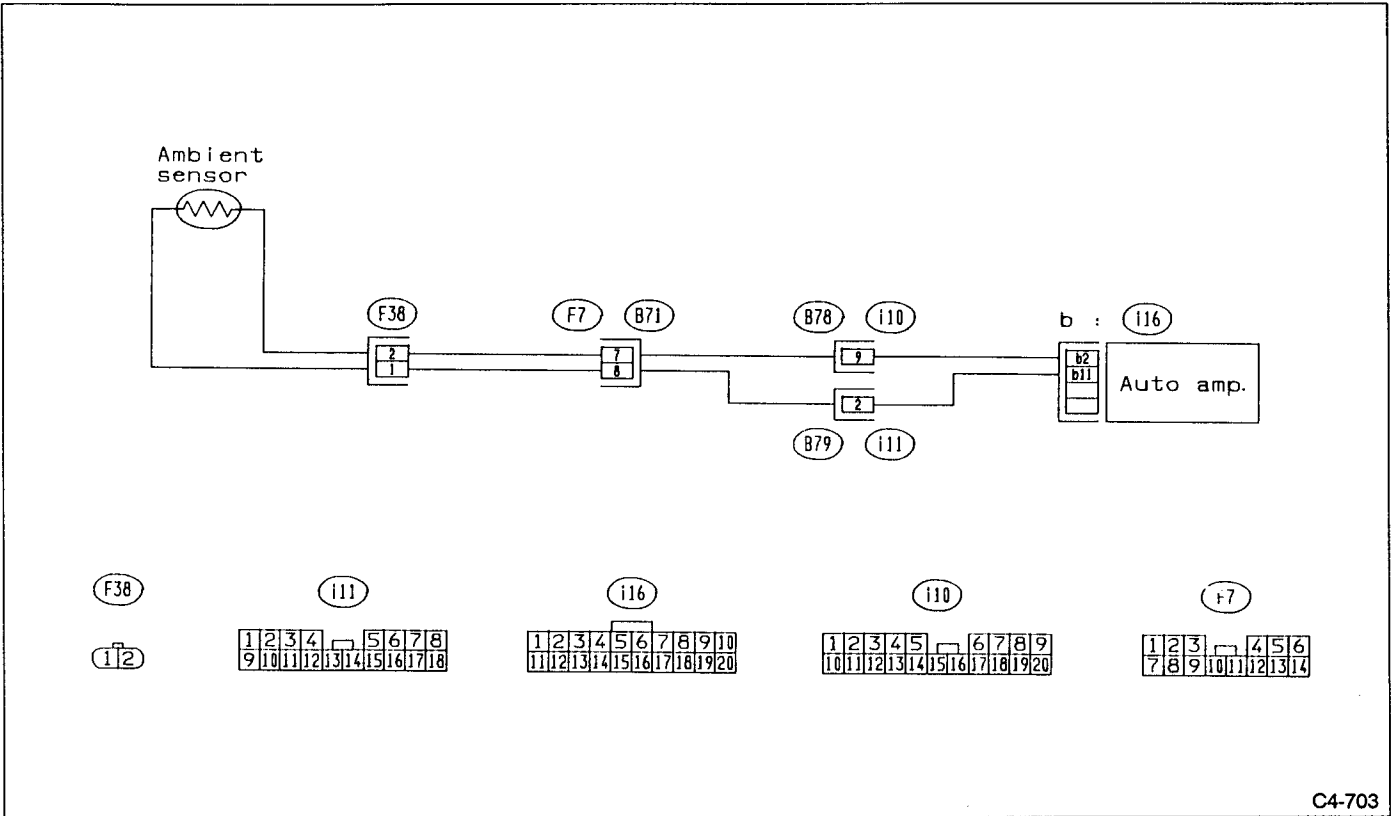 Ambient
sensor
F38
F7 B71
B78 i10
b : i16
2
1
7
8
9
b2
b11
Auto amp.
2
B79 i11
F38
i11
i16
i10
F7
1 2
1 2 3 4 5 6 7 8
9 10 11 12 13 14 15 16 17 18
1 2 3 4 5 6 7 8 9 10
11 12 13 14 15 16 17 18 19 20
1 2 3 4 5 6 7 8 9
10 11 12 13 14 15 16 17 18 19 20
1 2 3 4 5 6
7 8 9 10 11 12 13 14
C4-703